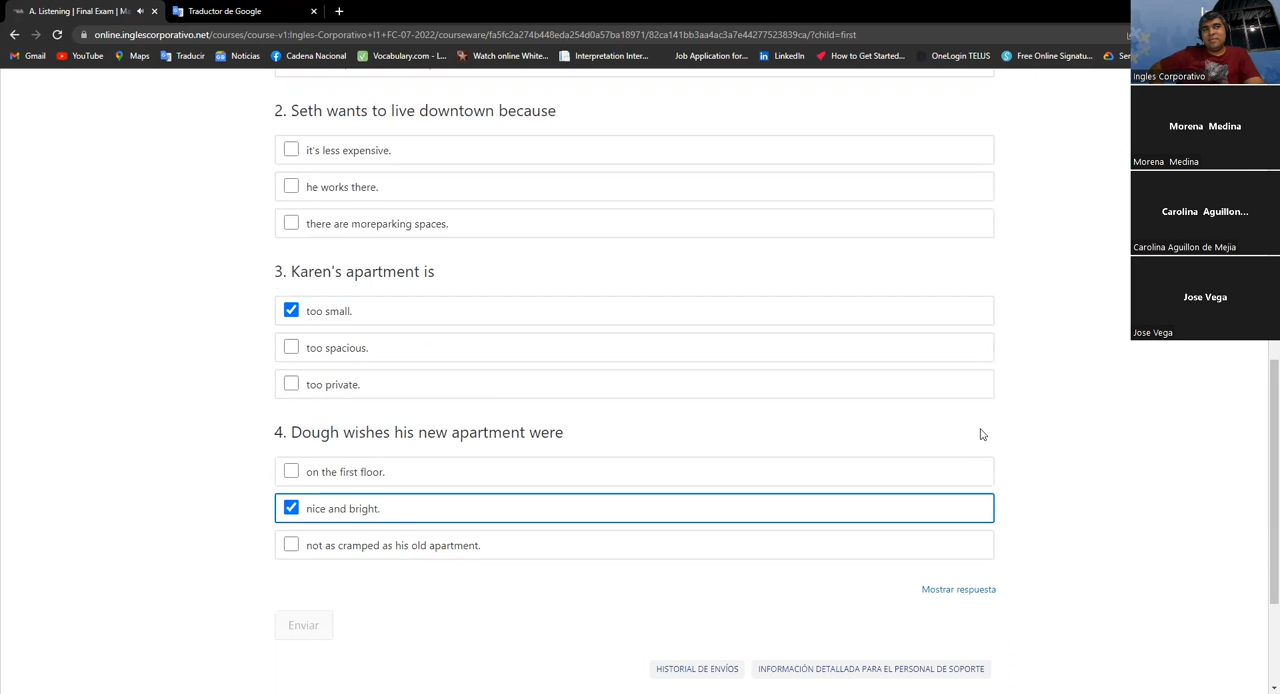 A. Listening | Final Exam | Ma
Traductor de Google
online.inglescorporativo.net/courses/course-v1:Ingles-Corporativo+I1+FC-07-2022/courseware/fa5fc2a274b448eda254d0a57ba18971/82ca141bb3aa4ac3a7e44277523839ca/?child=first
Gmail
YouTube
Maps
Traducir
Noticias
Cadena Nacional
Vocabulary.com - L...
Watch online White...
Interpretation Inter...
Job Application for...
LinkedIn
How to Get Started...
OneLogin TELUS
Free Online Signatu...
Ser
Ingles Corporativo
Morena Medina
Morena Medina
Carolina Aguillon...
Carolina Aguillon de Mejia
Jose Vega
Jose Vega
2. Seth wants to live downtown because
it's less expensive.
he works there.
there are moreparking spaces.
3. Karen's apartment is
too small.
too spacious.
too private.
4. Dough wishes his new apartment were
on the first floor.
nice and bright.
not as cramped as his old apartment.
Mostrar respuesta
Enviar
HISTORIAL DE ENVÍOS
INFORMACIÓN DETALLADA PARA EL PERSONAL DE SOPORTE